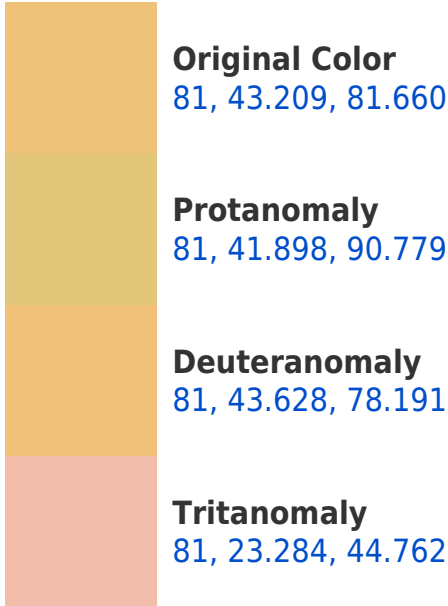 Original Color
81, 43.209, 81.660
Protanomaly
81, 41.898, 90.779
Deuteranomaly
81, 43.628, 78.191
Tritanomaly
81, 23.284, 44.762